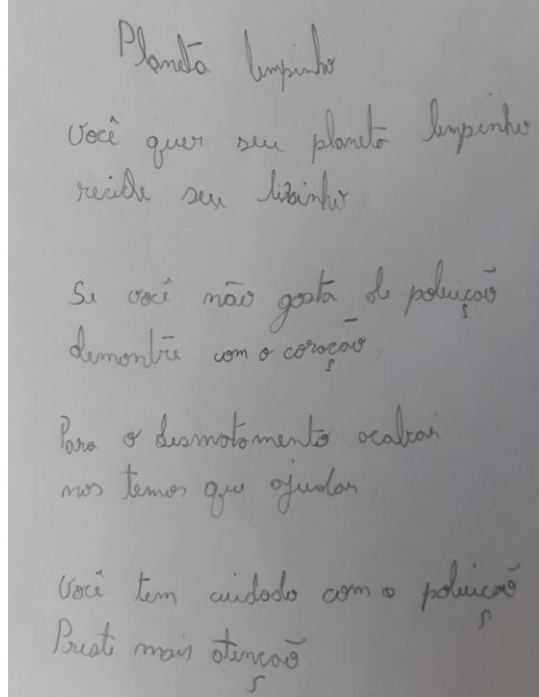 Planeta limpinho
Você quer seu planeta limpinho
recicle seu lixinho
Se você não gosta de poluição
demontre com o coração
Para o desmatamento acabar
nos temos que ajudar
Você tem cuidado com a poluição
Preste mais atenção